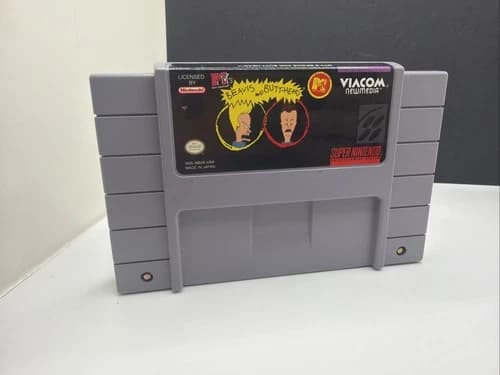 LICENSED
BY
Nintendo
MTV's
BEAVIS AND BUTT-HEAD
VIACOM
newmedia
SUPER NINTENDO
MADE IN JAPAN